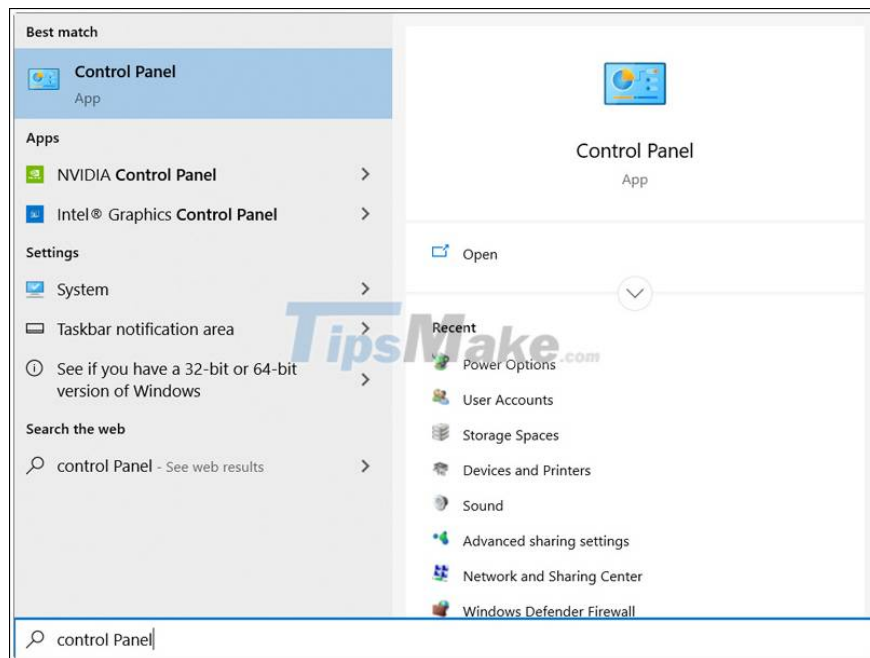 Best match
Control Panel
App
Apps
NVIDIA Control Panel
Intel® Graphics Control Panel
Settings
System
Taskbar notification area
See if you have a 32-bit or 64-bit
version of Windows
Search the web
control Panel - See web results
control Panel
Control Panel
App
Open
Recent
Power Options
User Accounts
Storage Spaces
Devices and Printers
Sound
Advanced sharing settings
Network and Sharing Center
Windows Defender Firewall
TipsMake.com